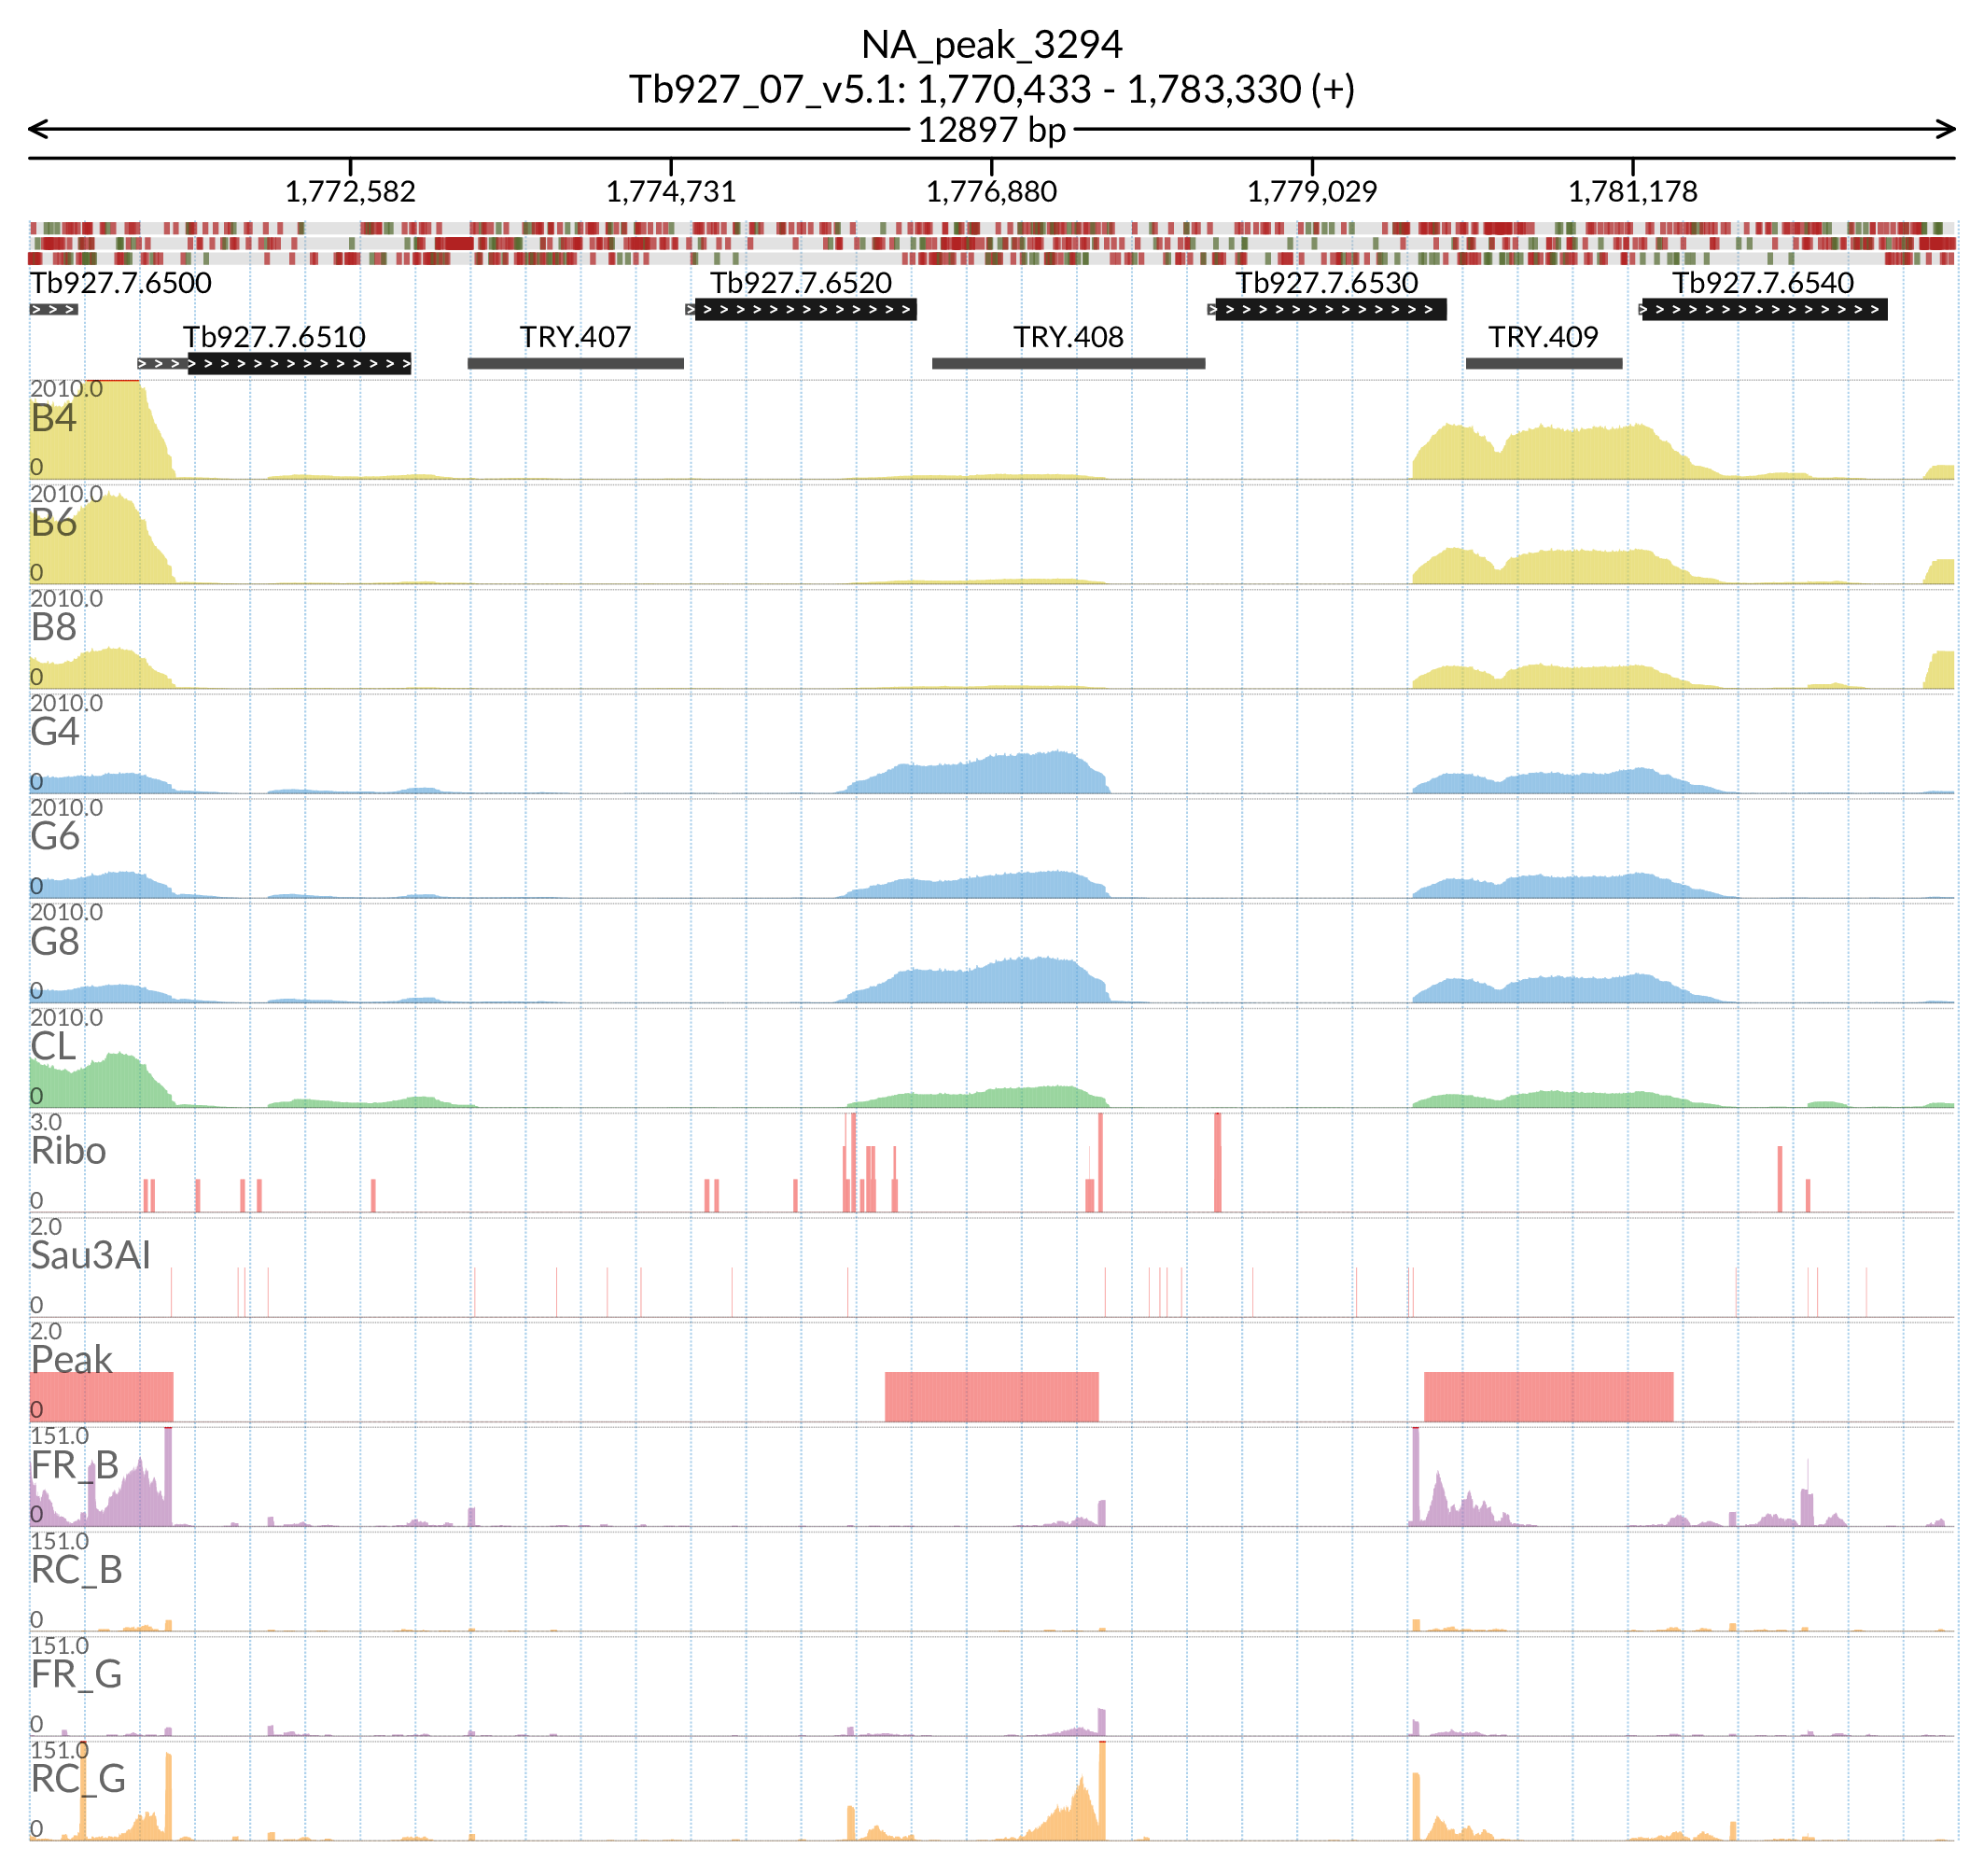 NA_peak_3294
Tb927_07_v5.1: 1,770,433 - 1,783,330 (+)
12897 bp
1,772,582 1,774,731 1,776,880 1,779,029 1,781,178
Tb927.7.6500 Tb927.7.6520 Tb927.7.6530 Tb927.7.6540
Tb927.7.6510 TRY.407 TRY.408 TRY.409
2010.0
B4
0
2010.0
B6
0
2010.0
B8
0
2010.0
G4
0
2010.0
G6
0
2010.0
G8
0
2010.0
CL
0
3.0
Ribo
0
2.0
Sau3AI
0
2.0
Peak
0
151.0
FR_B
0
151.0
RC_B
0
151.0
FR_G
0
151.0
RC_G
0